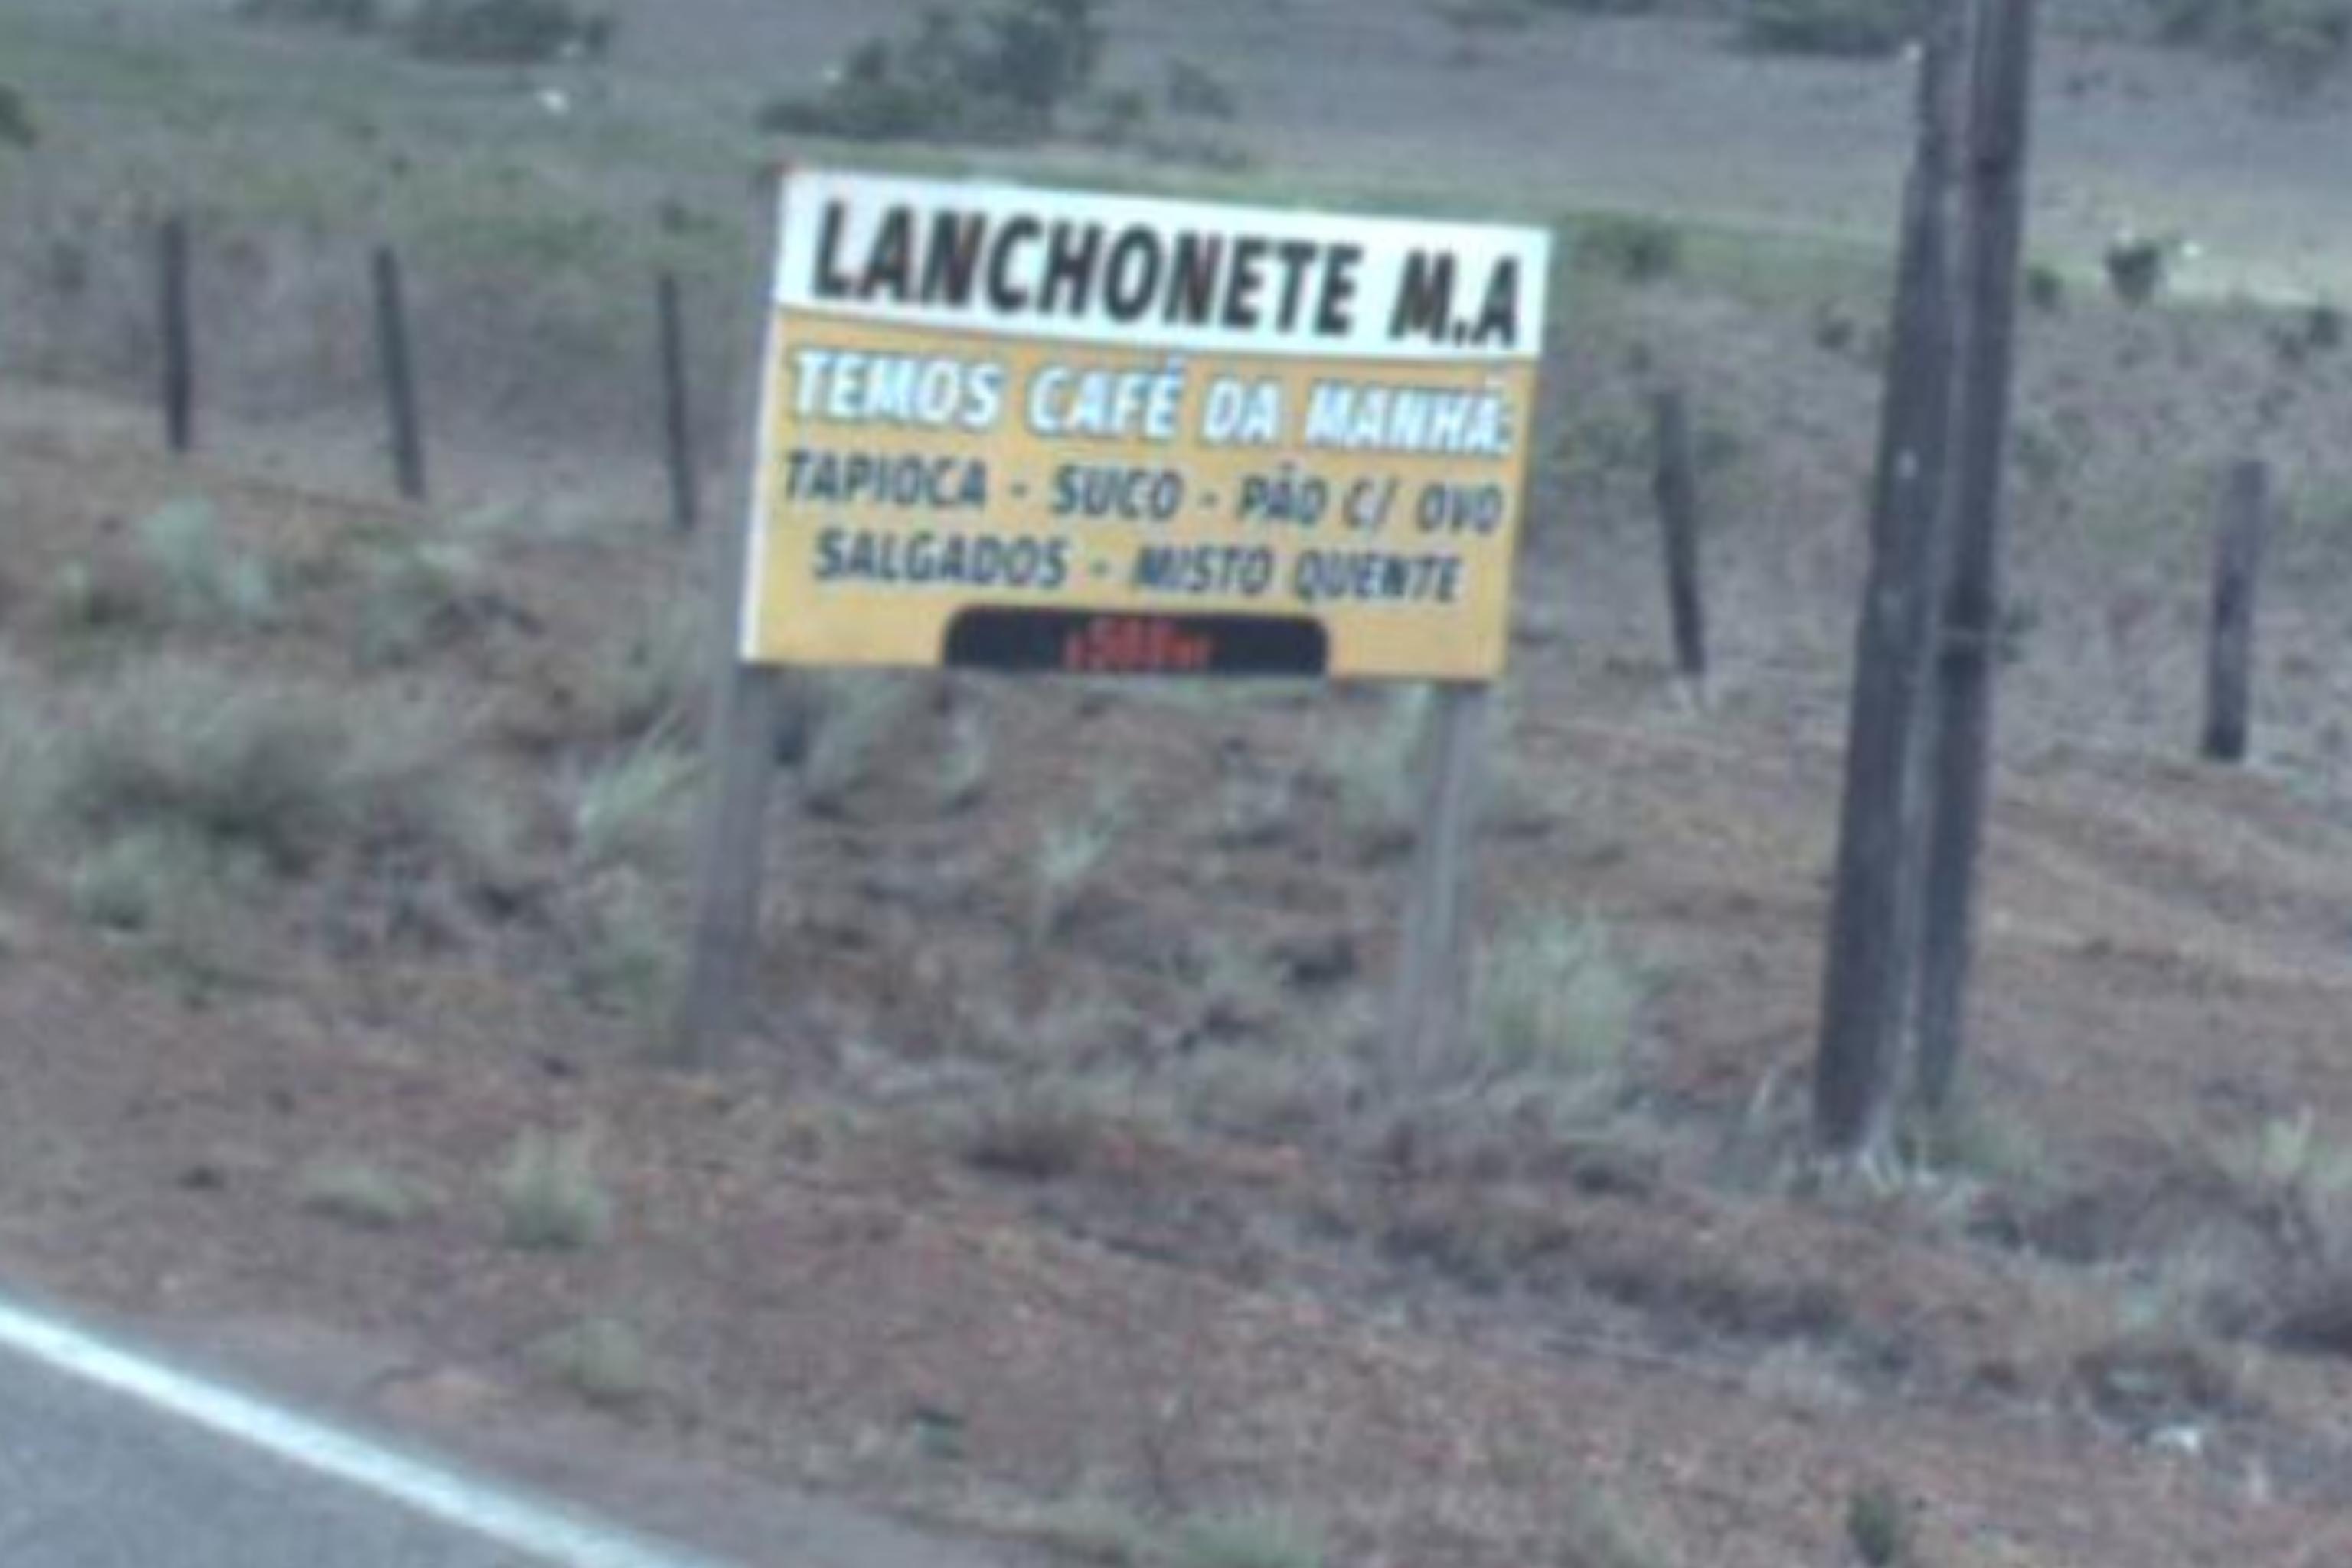 LANCHONETE M.A
TEMOS CAFÉ DA MANHÃ:
TAPIOCA - SUCO - PÃO C/ OVO
SALGADOS - MISTO QUENTE